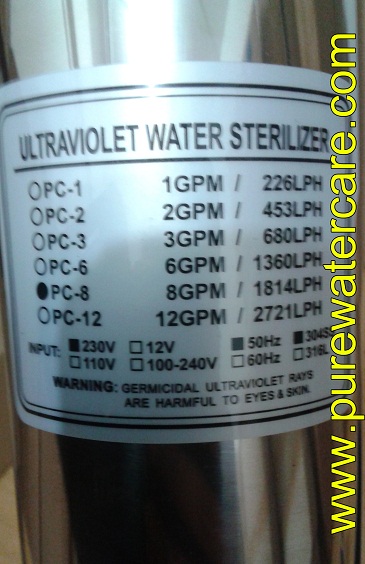 ULTRAVIOLET WATER STERILIZER
PC-1 1GPM / 226LPH
PC-2 2GPM / 453LPH
PC-3 3GPM / 680LPH
PC-6 6GPM / 1360LPH
PC-8 8GPM / 1814LPH
PC-12 12GPM / 2721LPH
INPUT: 230V 12V 50Hz 304S
110V 100-240V 60Hz 316L
WARNING: GERMICIDAL ULTRAVIOLET RAYS
ARE HARMFUL TO EYES & SKIN.
www.purewatercare.com